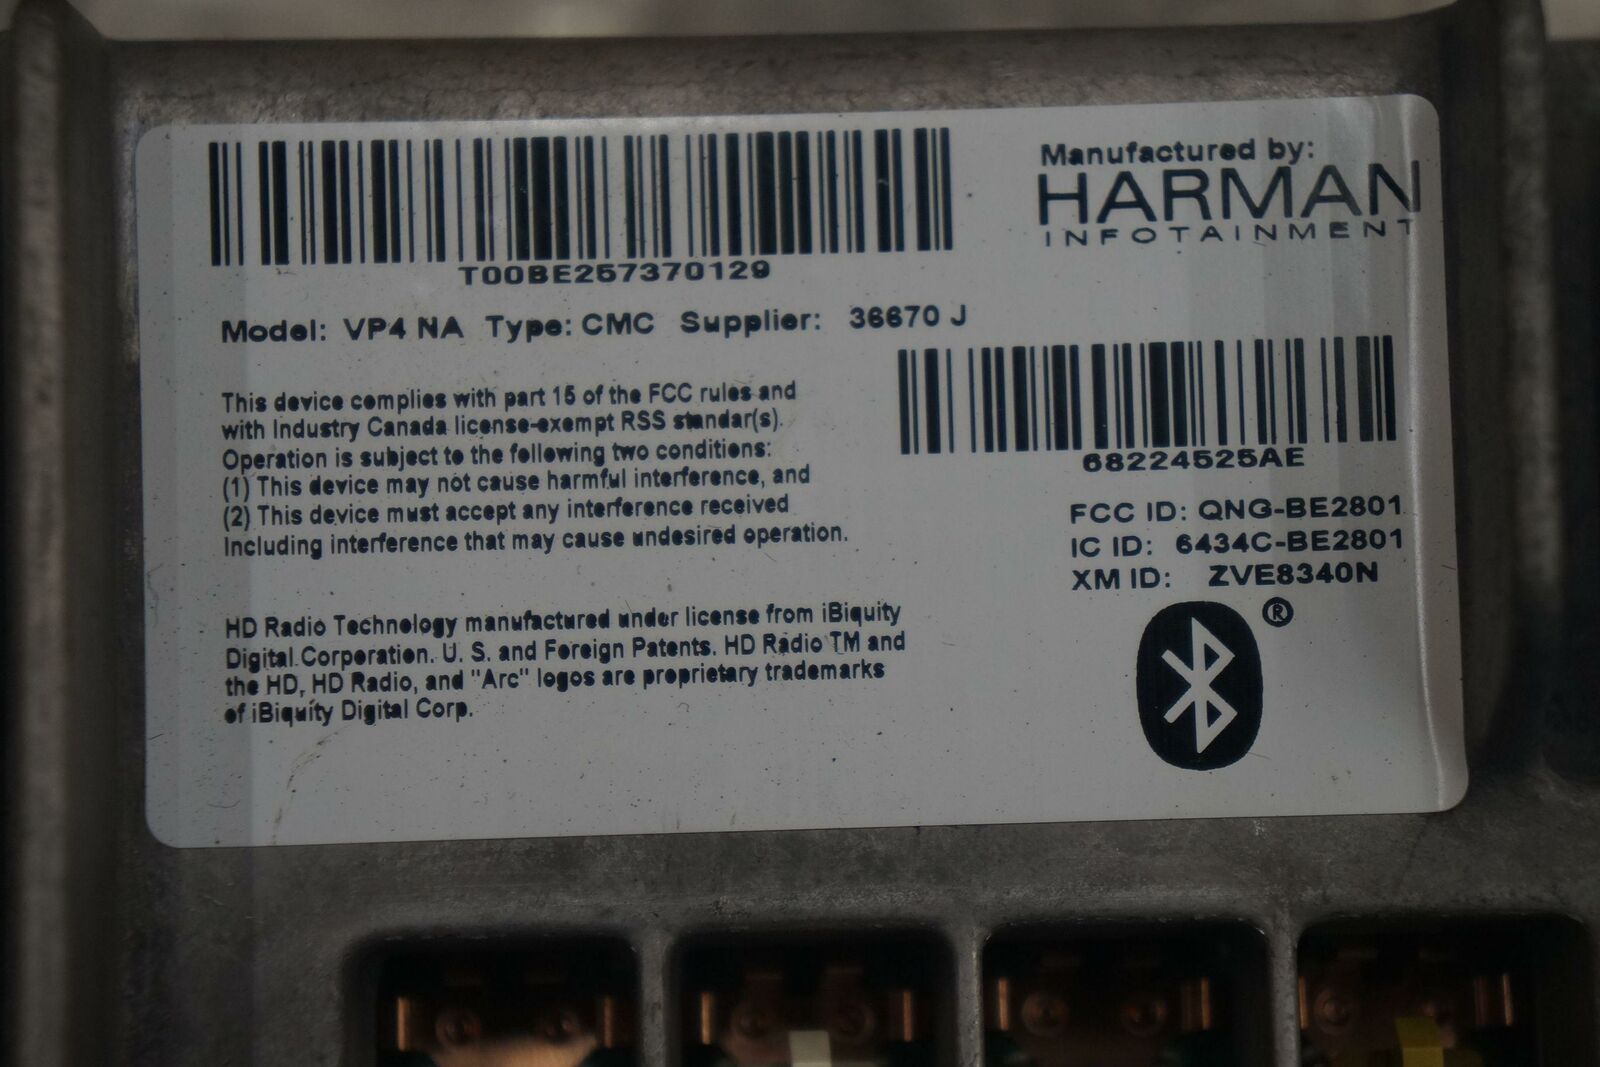 Manufactured by:
HARMAN
INFOTAINMENT
T00BE257370129
Model: VP4 NA Type: CMC Supplier: 36670 J
68224525AE
This device complies with part 15 of the FCC rules and
with Industry Canada license-exempt RSS standar(s).
Operation is subject to the following two conditions:
(1) This device may not cause harmful interference, and
(2) This device must accept any interference received
Including interference that may cause undesired operation.
FCC ID: QNG-BE2801
IC ID: 6434C-BE2801
XM ID: ZVE8340N
®
HD Radio Technology manufactured under license from iBiquity
Digital Corporation. U. S. and Foreign Patents. HD Radio TM and
the HD, HD Radio, and "Arc" logos are proprietary trademarks
of iBiquity Digital Corp.